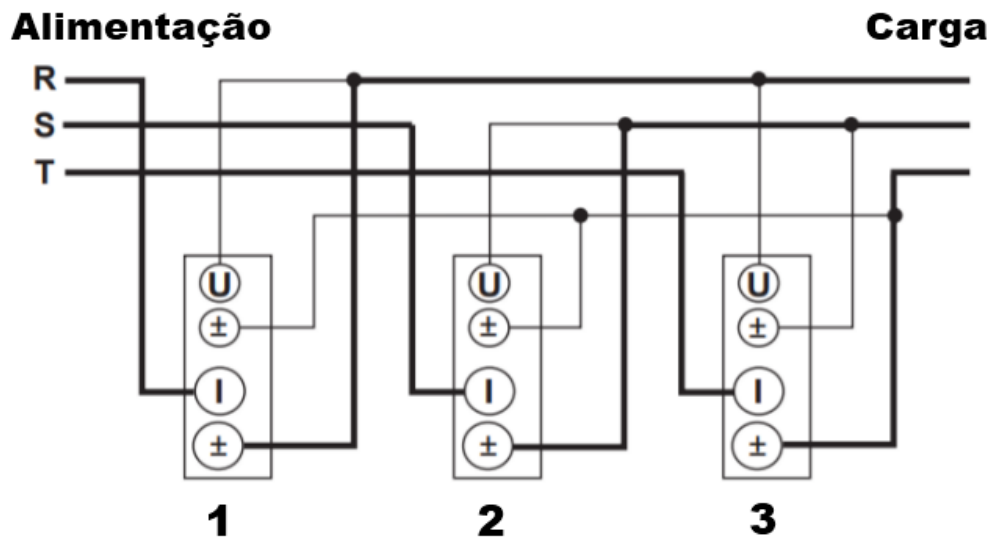 Alimentação Carga
R
S
T
U U U
± ± ±
I I I
± ± ±
1 2 3